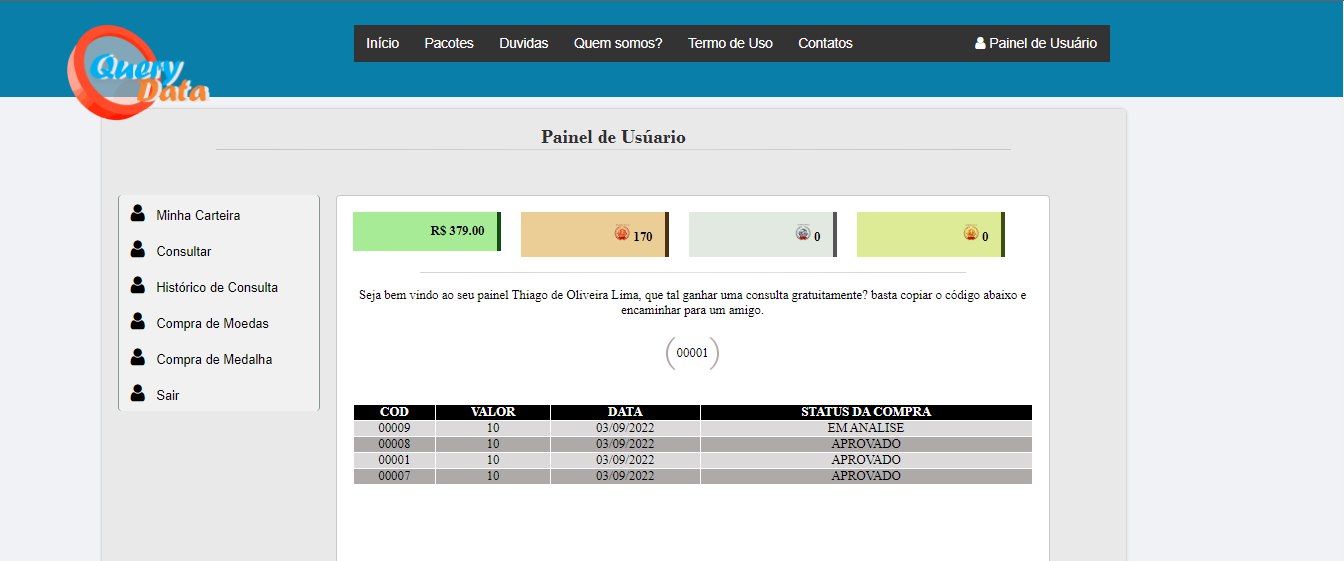 Query
Data
Início Pacotes Duvidas Quem somos? Termo de Uso Contatos Painel de Usuário
Painel de Usúario
Minha Carteira
Consultar
Histórico de Consulta
Compra de Moedas
Compra de Medalha
Sair
R$ 379.00 170 0 0
Seja bem vindo ao seu painel Thiago de Oliveira Lima, que tal ganhar uma consulta gratuitamente? basta copiar o código abaixo e
encaminhar para um amigo.
00001
COD VALOR DATA STATUS DA COMPRA
00009 10 03/09/2022 EM ANALISE
00008 10 03/09/2022 APROVADO
00001 10 03/09/2022 APROVADO
00007 10 03/09/2022 APROVADO